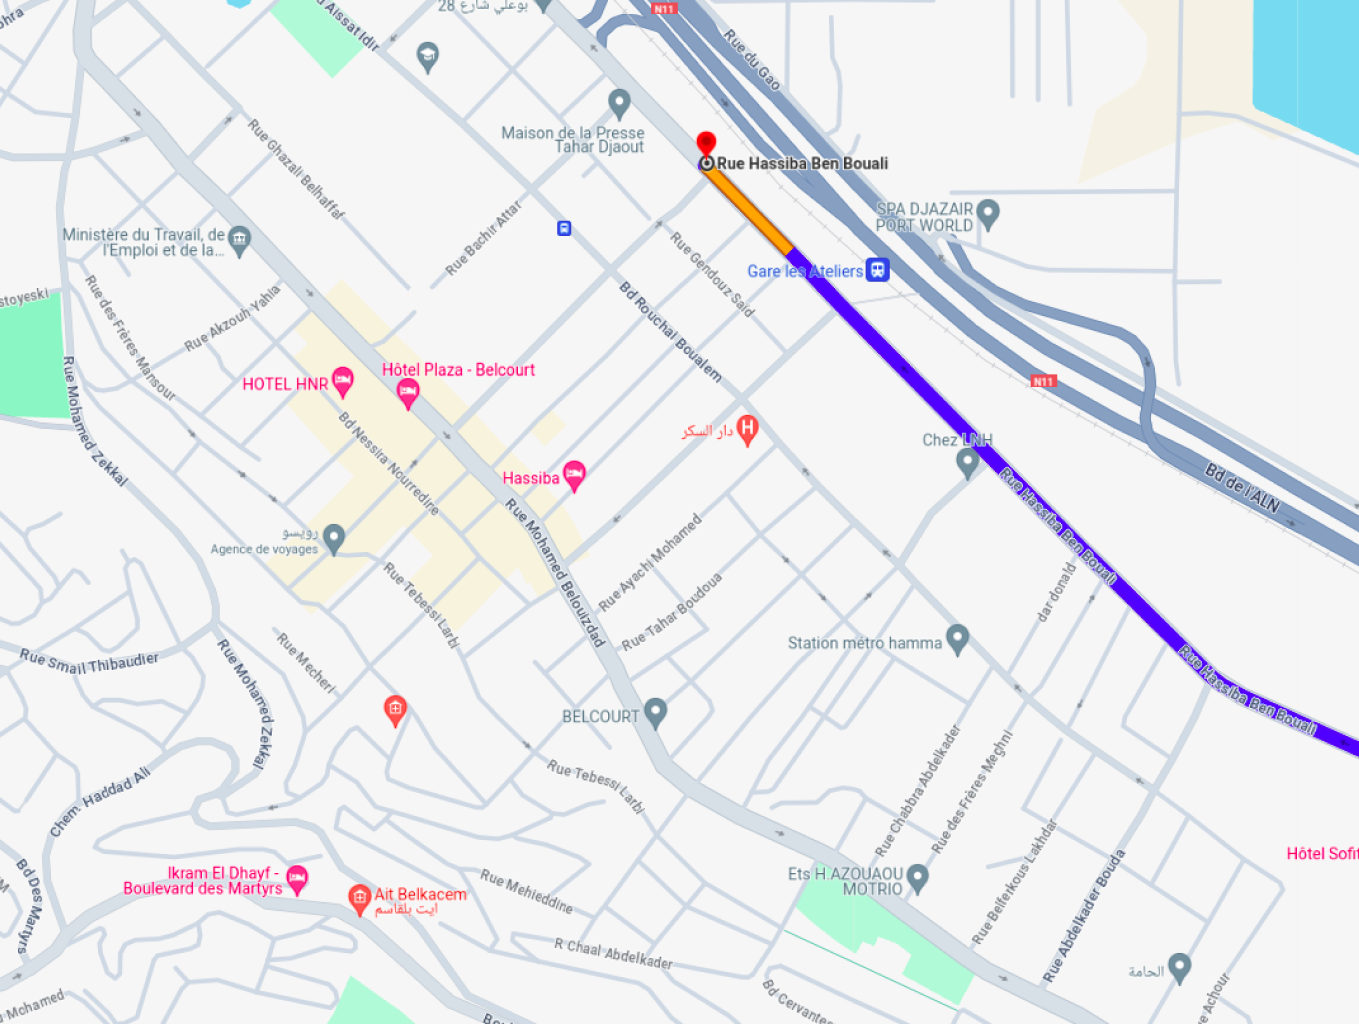 بوعلي شارع 28
N11
Rue du Gao
Aissat Idir
Maison de la Presse
Tahar Djaout
Rue Ghazali Belhaffaf
Rue Hassiba Ben Bouali
SPA DJAZAIR
PORT WORLD
Ministère du Travail, de
l'Emploi et de la...
Rue Bachir Attar
Rue Gendouz Saïd
Gare les Ateliers
Rue des Frères Mansour
Rue Akzouh Yahia
Bd Rouchai Boualem
Hôtel Plaza - Belcourt
HOTEL HNR
N11
Rue Mohamed Zekkal
دار السكر
Chez LNH
Bd Nessira Nourredire
Hassiba
Bd de l'ALN
Rue Hassiba Ben Bouali
Rue Mohamed Belouizdad
رويسو
Agence de voyages
Rue Ayachi Mohamed
Rue Tahar Boudoua
Rue Tebessi Larbi
dar donald
Station métro hamma
Rue Smail Thibaudier
Rue Mecheri
Rue Mohamed Zekkal
Rue Hassiba Ben Bouali
BELCOURT
Rue Chabbra Abdelkader
Rue des Frères Meghni
Rue Tebessi Larbi
Chem. Haddad Ali
Rue Belferkous Lakhdar
Rue Abdelkader Bouda
Ikram El Dhayf -
Boulevard des Martyrs
Bd Des Martyrs
Ait Belkacem
ايت بلقاسم
Rue Mehieddine
Ets H.AZOUAOU
MOTRIO
R Chaal Abdelkader
الحامة
Bd Cervantes
Mohamed
Achour